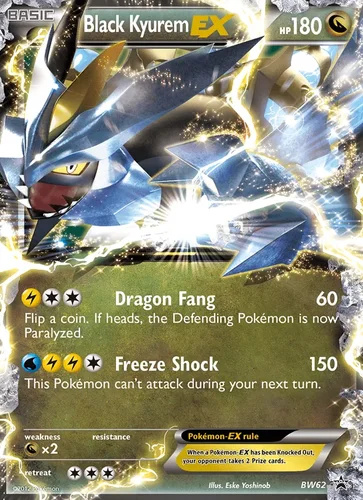 BASIC
Black Kyurem EX HP180
Dragon Fang 60
Flip a coin. If heads, the Defending Pokémon is now
Paralyzed.
Freeze Shock 150
This Pokémon can't attack during your next turn.
weakness resistance
×2
retreat
Pokémon-EX rule
When a Pokémon-EX has been Knocked Out,
your opponent takes 2 Prize cards.
Illus. Eske Yoshinob
BW62